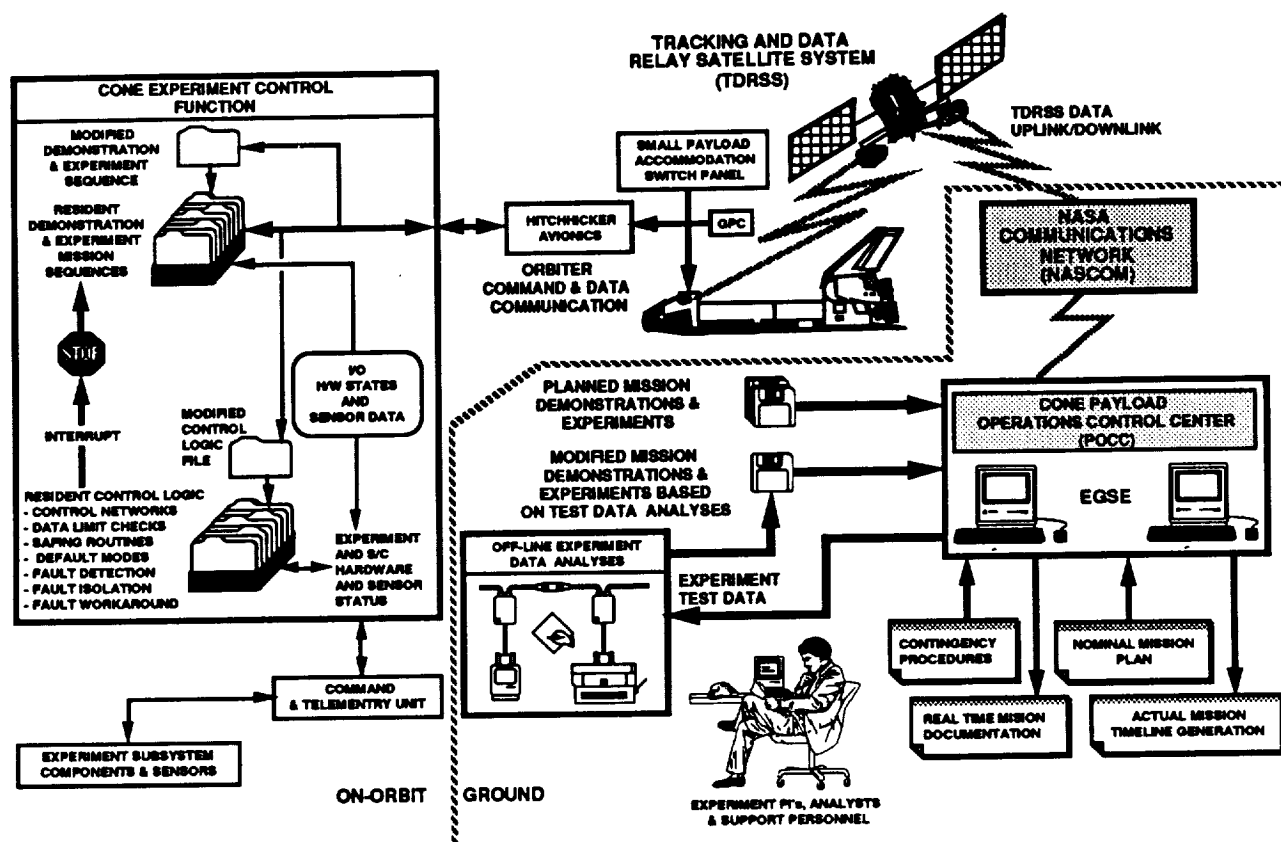 TRACKING AND DATA
RELAY SATELLITE SYSTEM
(TDRSS)
TDRSS DATA
UPLINK/DOWNLINK
CONE EXPERIMENT CONTROL
FUNCTION
MODIFIED
DEMONSTRATION
& EXPERIMENT
SEQUENCE
RESIDENT
DEMONSTRATION
& EXPERIMENT
MISSION
SEQUENCES
STOP
INTERRUPT
I/O
H/W STATES
AND
SENSOR DATA
MODIFIED
CONTROL
LOGIC
FILE
RESIDENT CONTROL LOGIC
- CONTROL NETWORKS
- DATA LIMIT CHECKS
- SAFING ROUTINES
- DEFAULT MODES
- FAULT DETECTION
- FAULT ISOLATION
- FAULT WORKAROUND
EXPERIMENT
AND S/C
HARDWARE
AND SENSOR
STATUS
COMMAND
& TELEMENTRY UNIT
EXPERIMENT SUBSYSTEM
COMPONENTS & SENSORS
ON-ORBIT
GROUND
SMALL PAYLOAD
ACCOMMODATION
SWITCH PANEL
HITCHHICKER
AVIONICS
GPC
ORBITER
COMMAND & DATA
COMMUNICATION
NASA
COMMUNICATIONS
NETWORK
(NASCOM)
PLANNED MISSION
DEMONSTRATIONS &
EXPERIMENTS
MODIFIED MISSION
DEMONSTRATIONS &
EXPERIMENTS BASED
ON TEST DATA ANALYSES
CONE PAYLOAD
OPERATIONS CONTROL CENTER
(POCC)
EGSE
OFF-LINE EXPERIMENT
DATA ANALYSES
EXPERIMENT
TEST DATA
CONTINGENCY
PROCEDURES
NOMINAL MISSION
PLAN
REAL TIME MISION
DOCUMENTATION
ACTUAL MISSION
TIMELINE GENERATION
EXPERIMENT PI's, ANALYSTS
& SUPPORT PERSONNEL